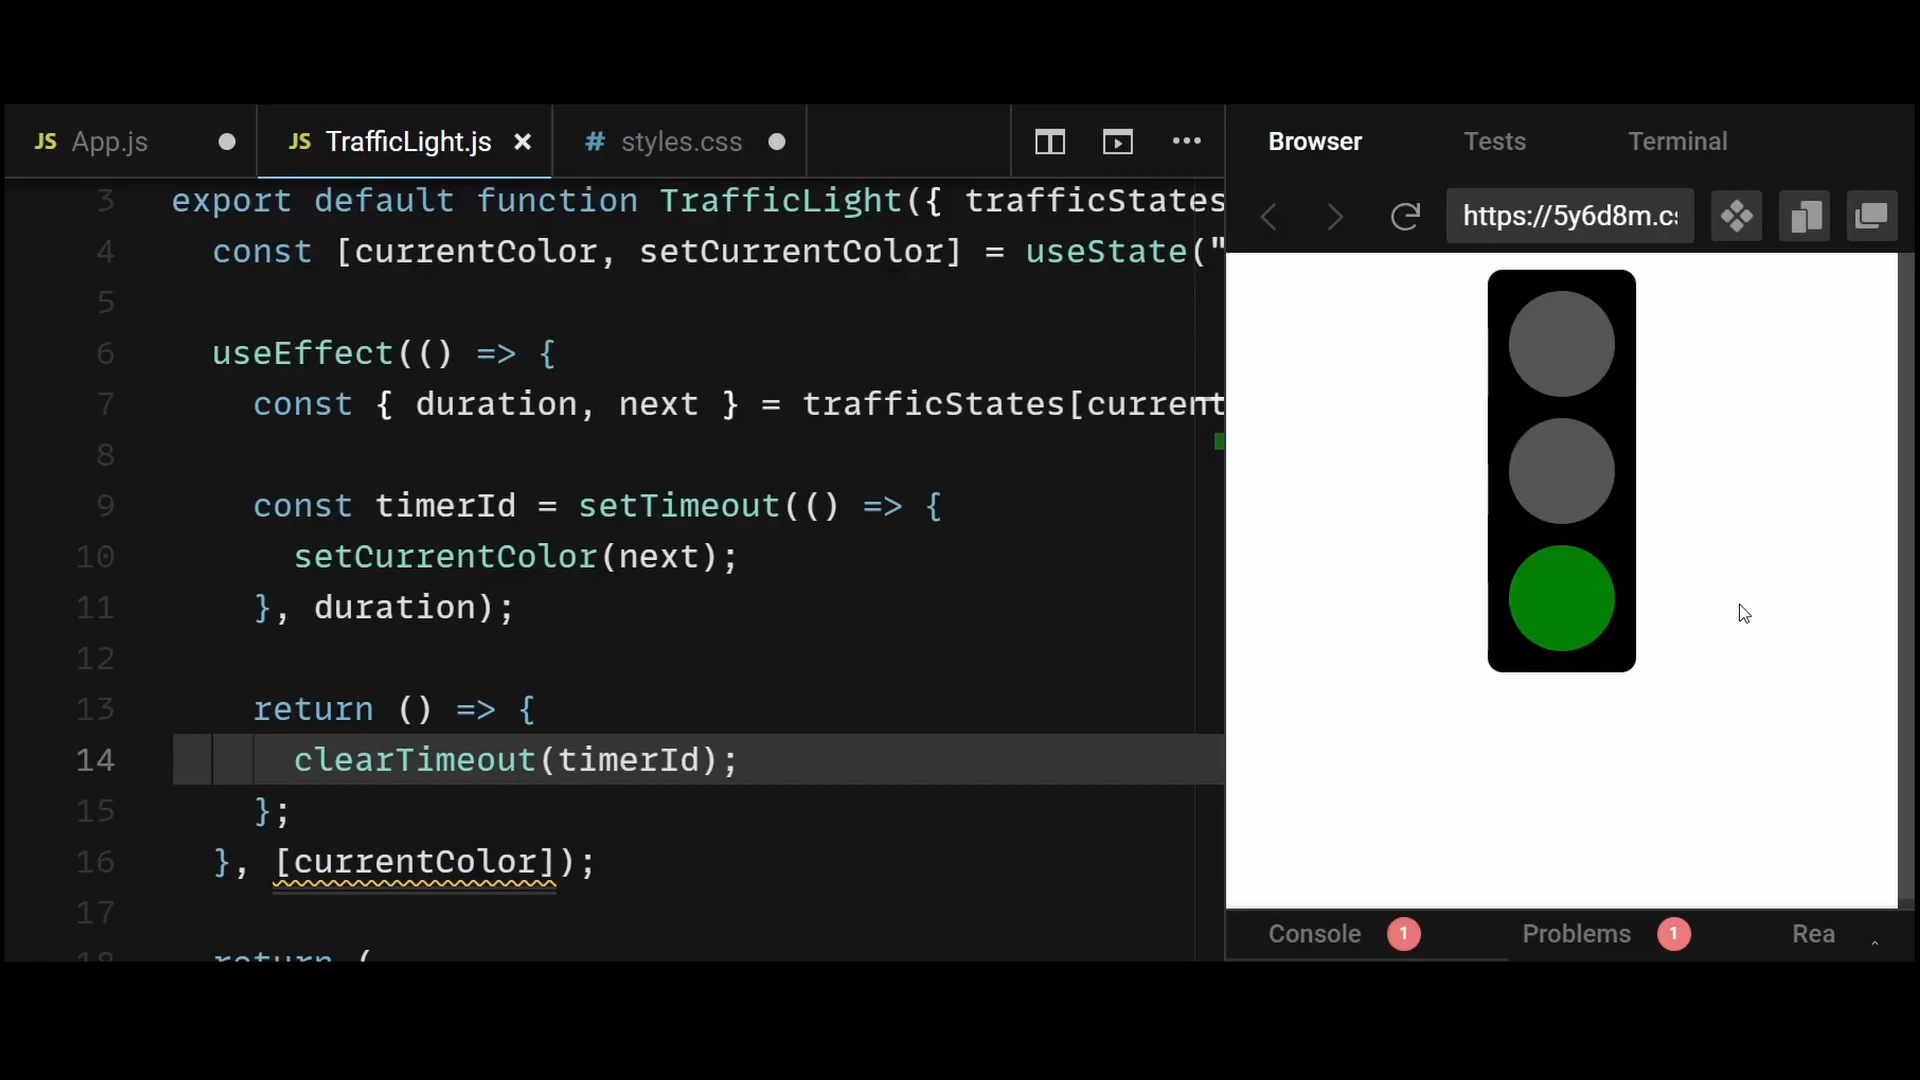 JS App.js
JS TrafficLight.js
# styles.css
Browser Tests Terminal
https://5y6d8m.c
3 export default function TrafficLight({ trafficStates
4 const [currentColor, setCurrentColor] = useState("
5
6 useEffect(() => {
7 const { duration, next } = trafficStates[current
8
9 const timerId = setTimeout(() => {
10 setCurrentColor(next);
11 }, duration);
12
13 return () => {
14 clearTimeout(timerId);
15 };
16 }, [currentColor]);
17
18 return (
Console 1 Problems 1 Rea